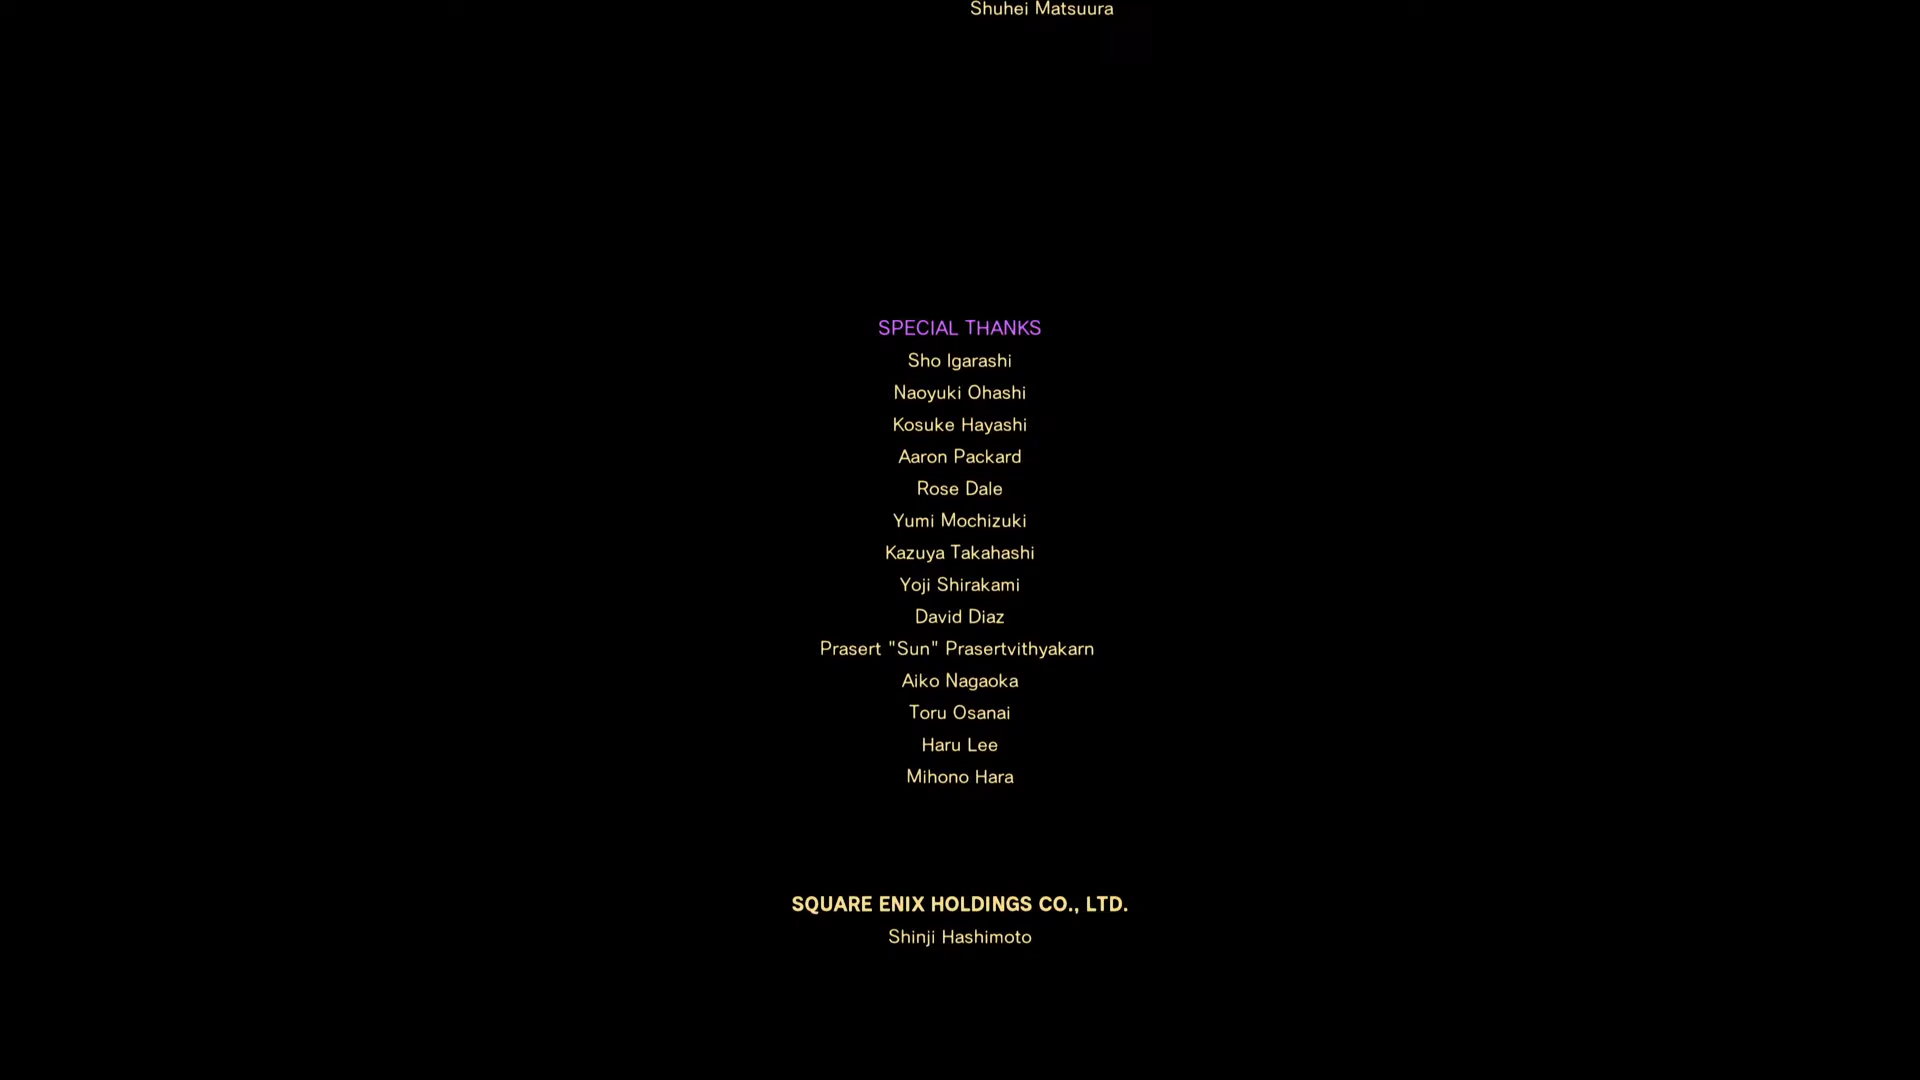 Shuhei Matsuura
SPECIAL THANKS
Sho Igarashi
Naoyuki Ohashi
Kosuke Hayashi
Aaron Packard
Rose Dale
Yumi Mochizuki
Kazuya Takahashi
Yoji Shirakami
David Diaz
Prasert "Sun" Prasertvithyakarn
Aiko Nagaoka
Toru Osanai
Haru Lee
Mihono Hara
SQUARE ENIX HOLDINGS CO., LTD.
Shinji Hashimoto